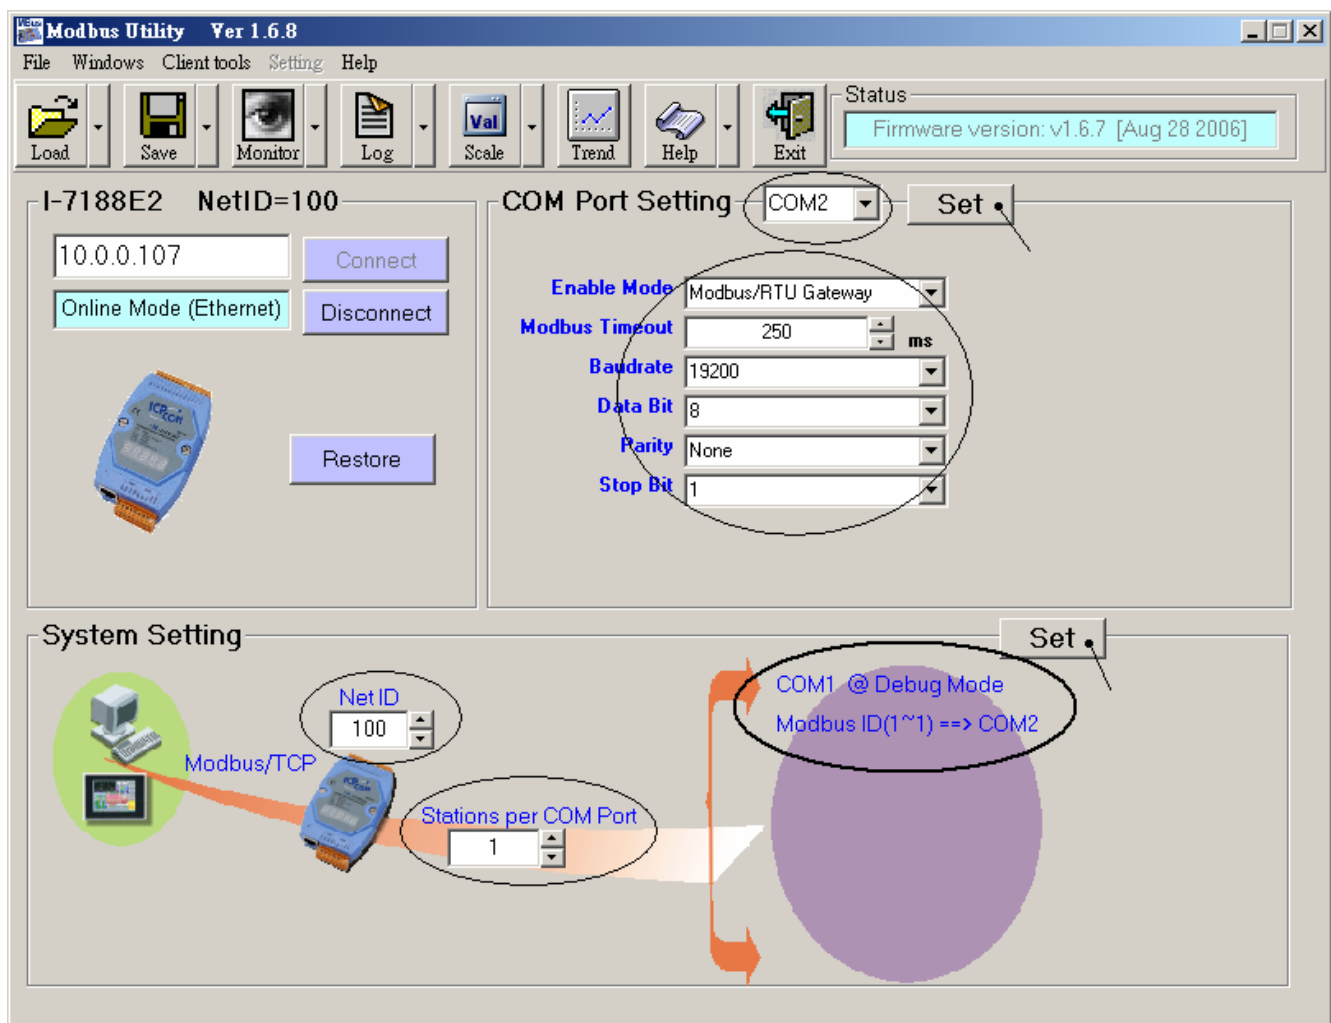 Modbus Utility Ver 1.6.8
File Windows Client tools Setting Help
Load Save Monitor Log Val Scale Trend Help Exit
Status
Firmware version: v1.6.7 [Aug 28 2006]
I-7188E2 NetID=100
10.0.0.107
Connect
Online Mode (Ethernet)
Disconnect
Restore
COM Port Setting COM2 Set
Enable Mode Modbus/RTU Gateway
Modbus Timeout 250 ms
Baudrate 19200
Data Bit 8
Parity None
Stop Bit 1
System Setting
Set
Net ID
100
Modbus/TCP
Stations per COM Port
1
COM1 @ Debug Mode
Modbus ID(1~1) ==> COM2